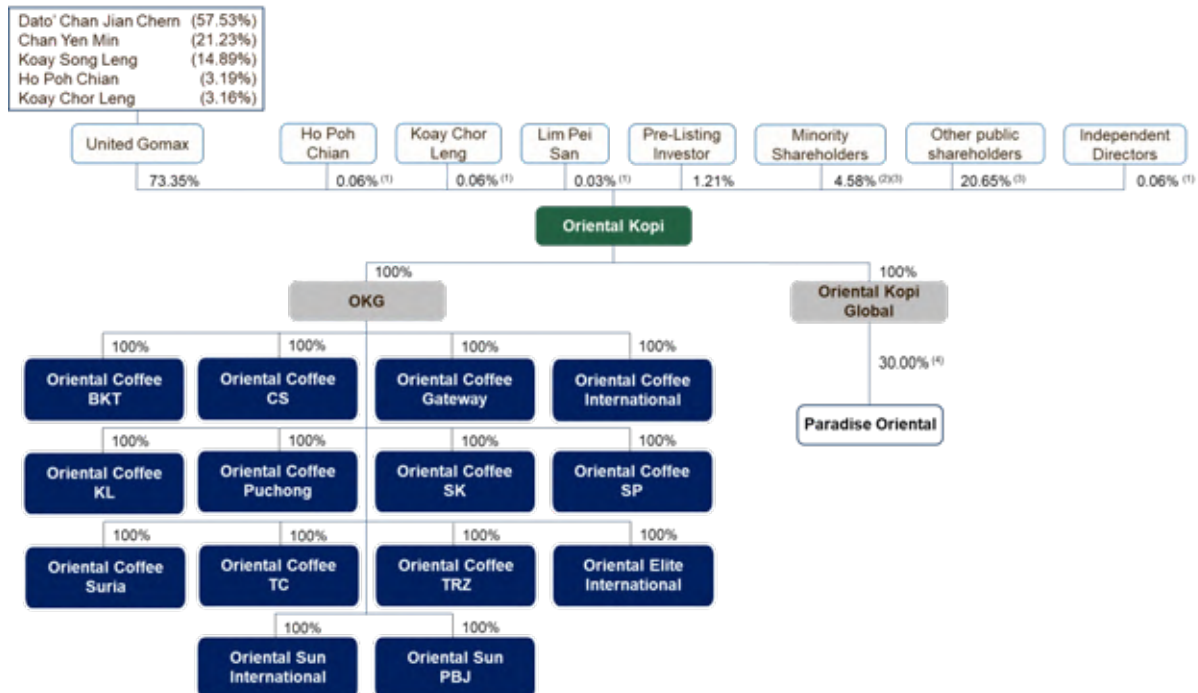 Dato' Chan Jian Chern (57.53%)
Chan Yen Min (21.23%)
Koay Song Leng (14.89%)
Ho Poh Chian (3.19%)
Koay Chor Leng (3.16%)
United Gomax
Ho Poh
Chian
Koay Chor
Leng
Lim Pei
San
Pre-Listing
Investor
Minority
Shareholders
Other public
shareholders
Independent
Directors
73.35%
0.06% (1)
0.06% (1)
0.03% (1)
1.21%
4.58% (2)(3)
20.65% (3)
0.06% (1)
Oriental Kopi
100%
100%
OKG
Oriental Kopi
Global
100%
100%
100%
100%
30.00% (4)
Oriental Coffee
BKT
Oriental Coffee
CS
Oriental Coffee
Gateway
Oriental Coffee
International
Paradise Oriental
100%
100%
100%
100%
Oriental Coffee
KL
Oriental Coffee
Puchong
Oriental Coffee
SK
Oriental Coffee
SP
100%
100%
100%
100%
Oriental Coffee
Suria
Oriental Coffee
TC
Oriental Coffee
TRZ
Oriental Elite
International
100%
100%
Oriental Sun
International
Oriental Sun
PBJ